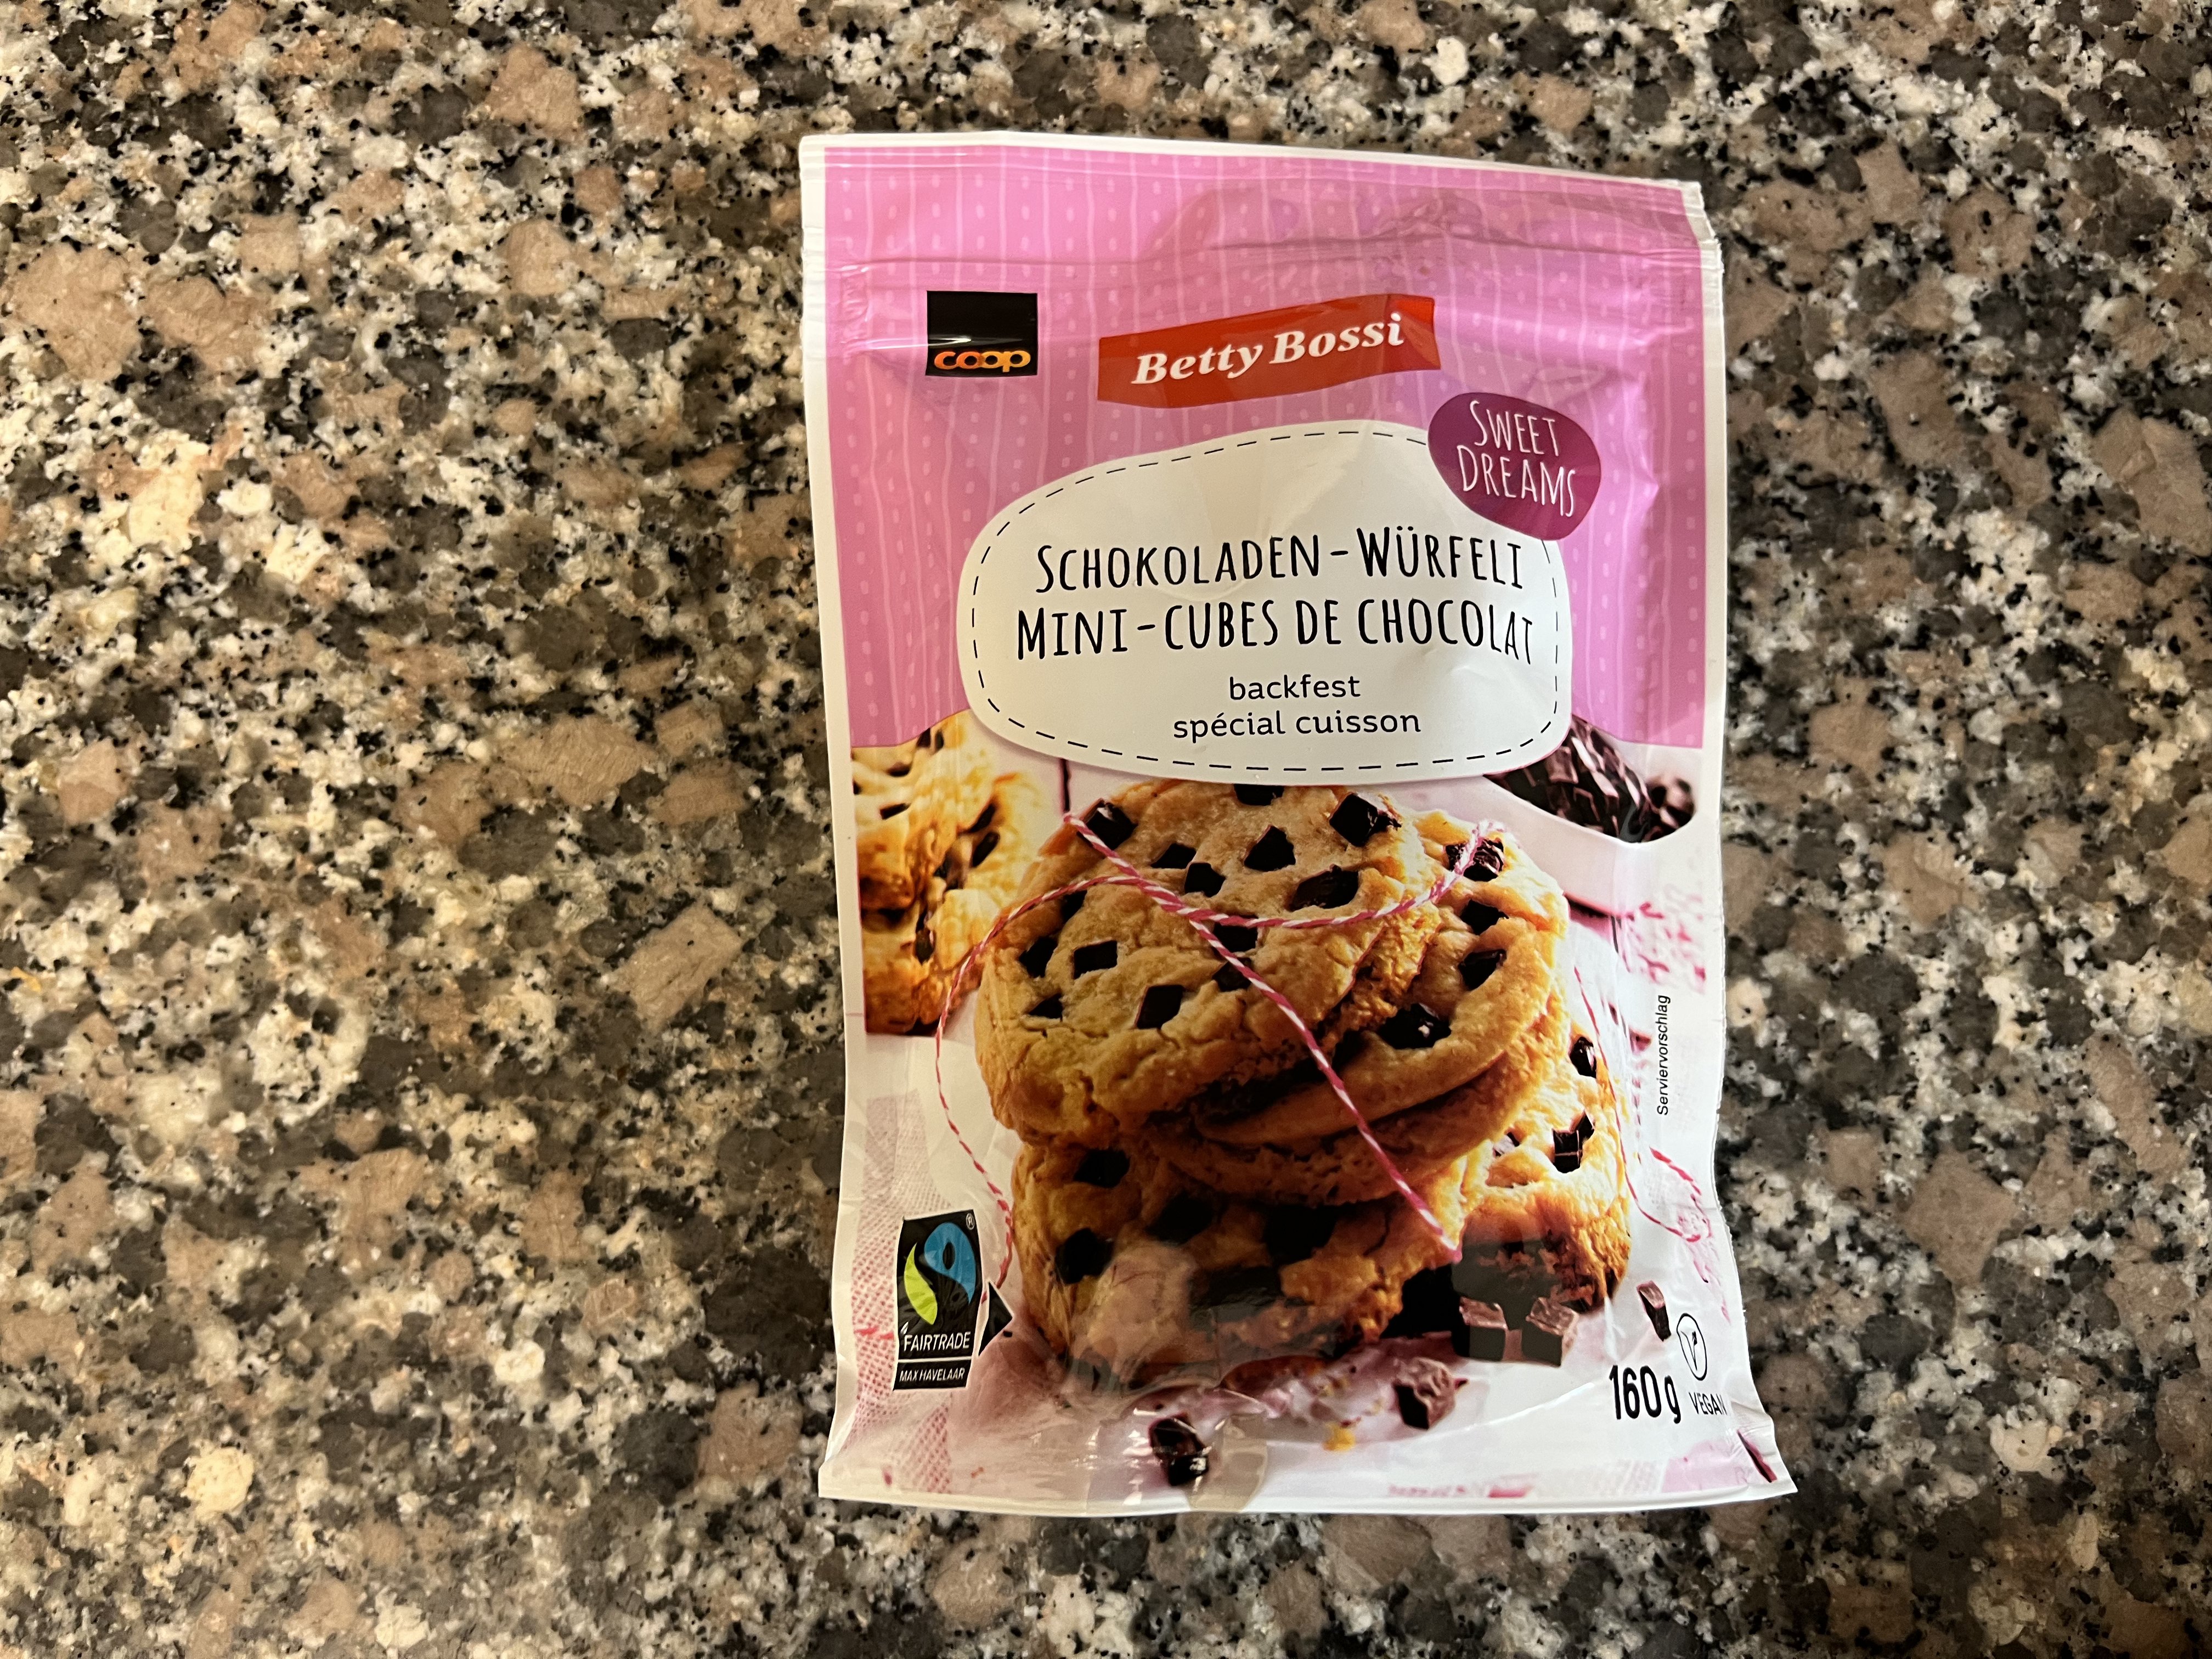 coop
Betty Bossi
SWEET
DREAMS
SCHOKOLADEN-WÜRFELI
MINI-CUBES DE CHOCOLAT
backfest
spécial cuisson
Serviervorschlag
®
FAIRTRADE
MAX HAVELAAR
160g VEGAN